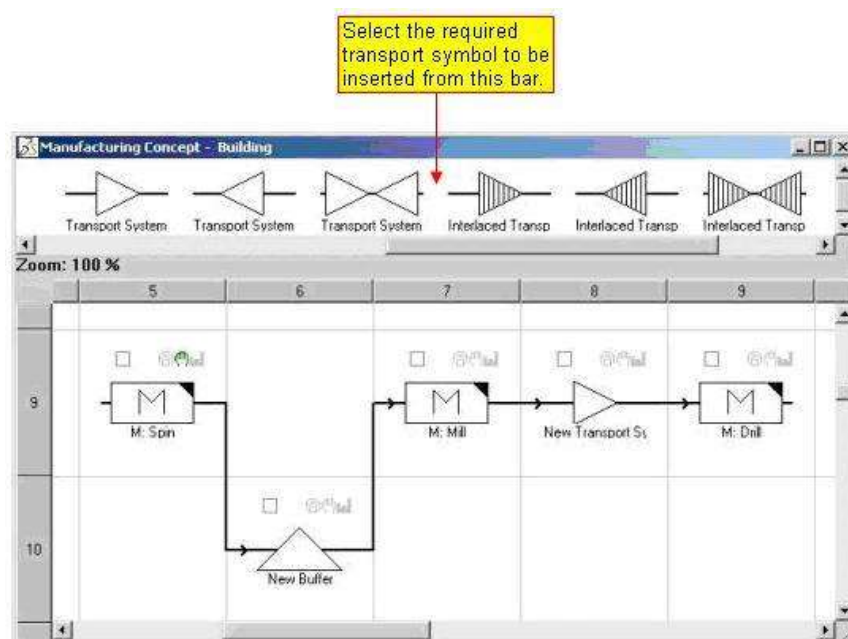 Select the required
transport symbol to be
inserted from this bar.
Manufacturing Concept - Building
Transport System Transport System Transport System Interlaced Transp Interlaced Transp Interlaced Transp
Zoom: 100 %
5 6 7 8 9
9
M: Spin M: Mill New Transport Sy M: Drill
10
New Buffer